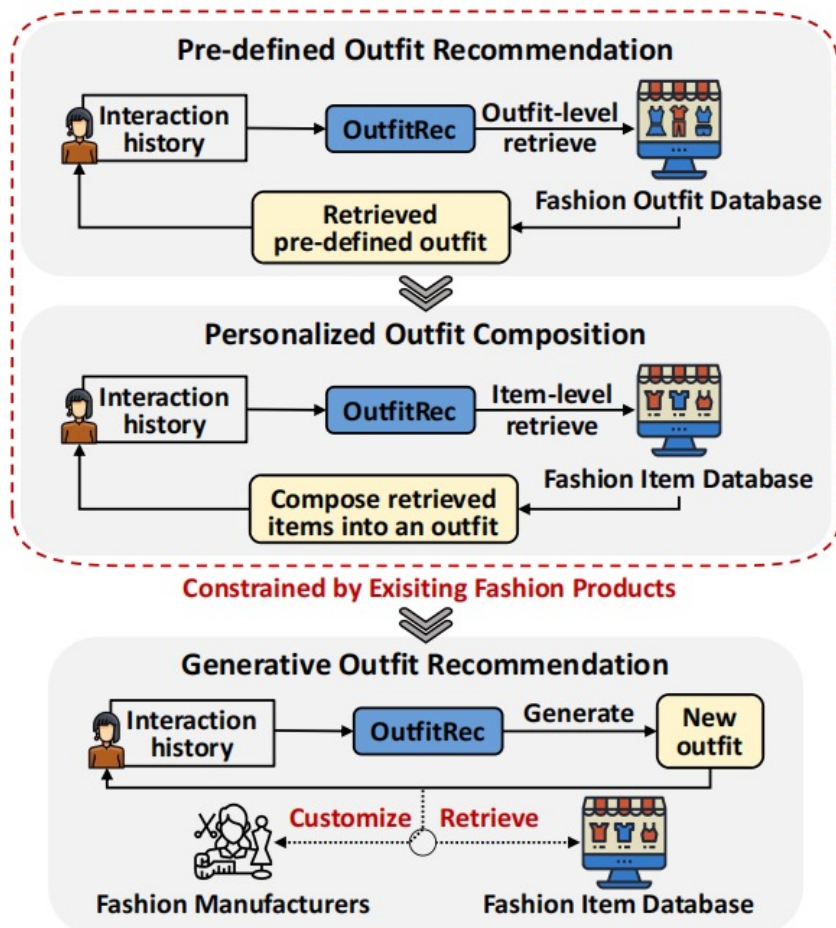 Pre-defined Outfit Recommendation
Interaction
history
OutfitRec
Outfit-level
retrieve
Fashion Outfit Database
Retrieved
pre-defined outfit
Personalized Outfit Composition
Interaction
history
OutfitRec
Item-level
retrieve
Fashion Item Database
Compose retrieved
items into an outfit
Constrained by Exisiting Fashion Products
Generative Outfit Recommendation
Interaction
history
OutfitRec
Generate
New
outfit
Customize
Retrieve
Fashion Manufacturers
Fashion Item Database